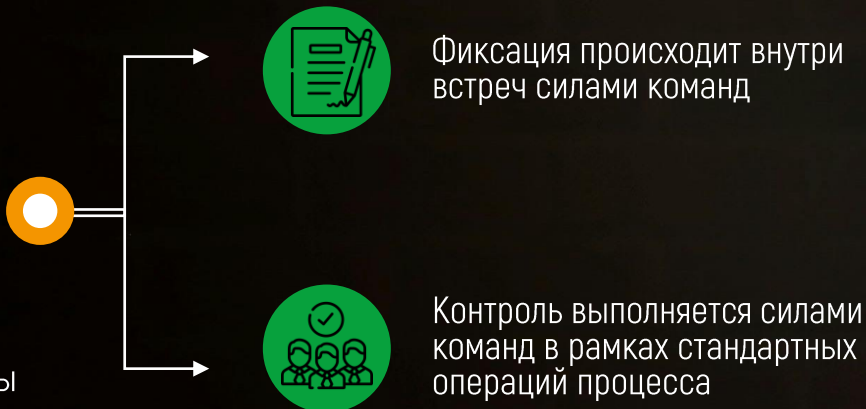 Фиксация происходит внутри
встреч силами команд
Контроль выполняется силами
команд в рамках стандартных
операций процесса